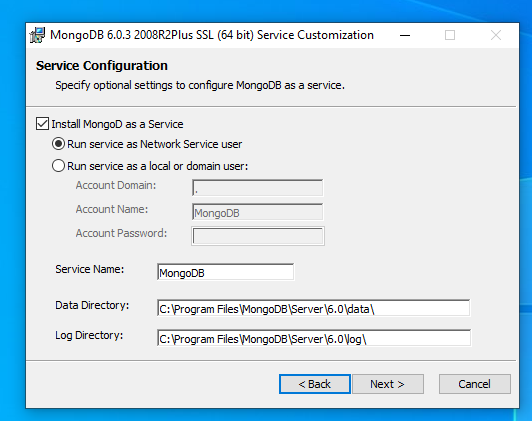 MongoDB 6.0.3 2008R2Plus SSL (64 bit) Service Customization
Service Configuration
Specify optional settings to configure MongoDB as a service.
Install MongoD as a Service
Run service as Network Service user
Run service as a local or domain user:
Account Domain: .
Account Name: MongoDB
Account Password:
Service Name: MongoDB
Data Directory: C:\Program Files\MongoDB\Server\6.0\data\
Log Directory: C:\Program Files\MongoDB\Server\6.0\log\
< Back Next > Cancel